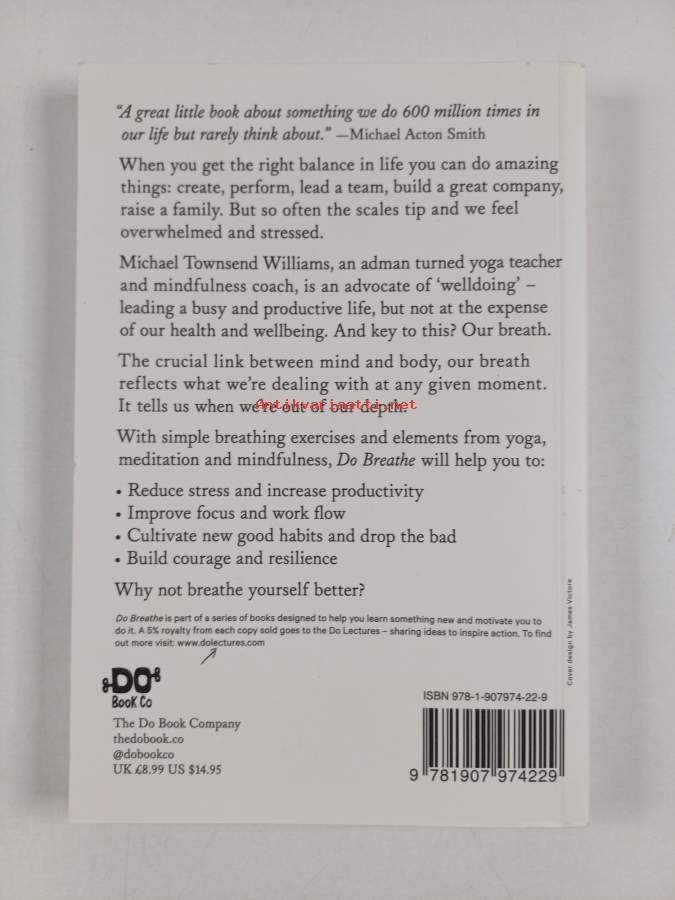 “A great little book about something we do 600 million times in
our life but rarely think about.” —Michael Acton Smith
When you get the right balance in life you can do amazing
things: create, perform, lead a team, build a great company,
raise a family. But so often the scales tip and we feel
overwhelmed and stressed.
Michael Townsend Williams, an adman turned yoga teacher
and mindfulness coach, is an advocate of ‘welldoing’ –
leading a busy and productive life, but not at the expense
of our health and wellbeing. And key to this? Our breath.
The crucial link between mind and body, our breath
reflects what we’re dealing with at any given moment.
It tells us when we’re out of our depth.
Antikvariaatti.net
With simple breathing exercises and elements from yoga,
meditation and mindfulness, Do Breathe will help you to:
• Reduce stress and increase productivity
• Improve focus and work flow
• Cultivate new good habits and drop the bad
• Build courage and resilience
Why not breathe yourself better?
Do Breathe is part of a series of books designed to help you learn something new and motivate you to
do it. A 5% royalty from each copy sold goes to the Do Lectures – sharing ideas to inspire action. To find
out more visit: www.dolectures.com
Cover design by James Victore
DO
BOOK CO
The Do Book Company
thedobook.co
@dobookco
UK £8.99 US $14.95
ISBN 978-1-907974-22-9
9 781907 974229